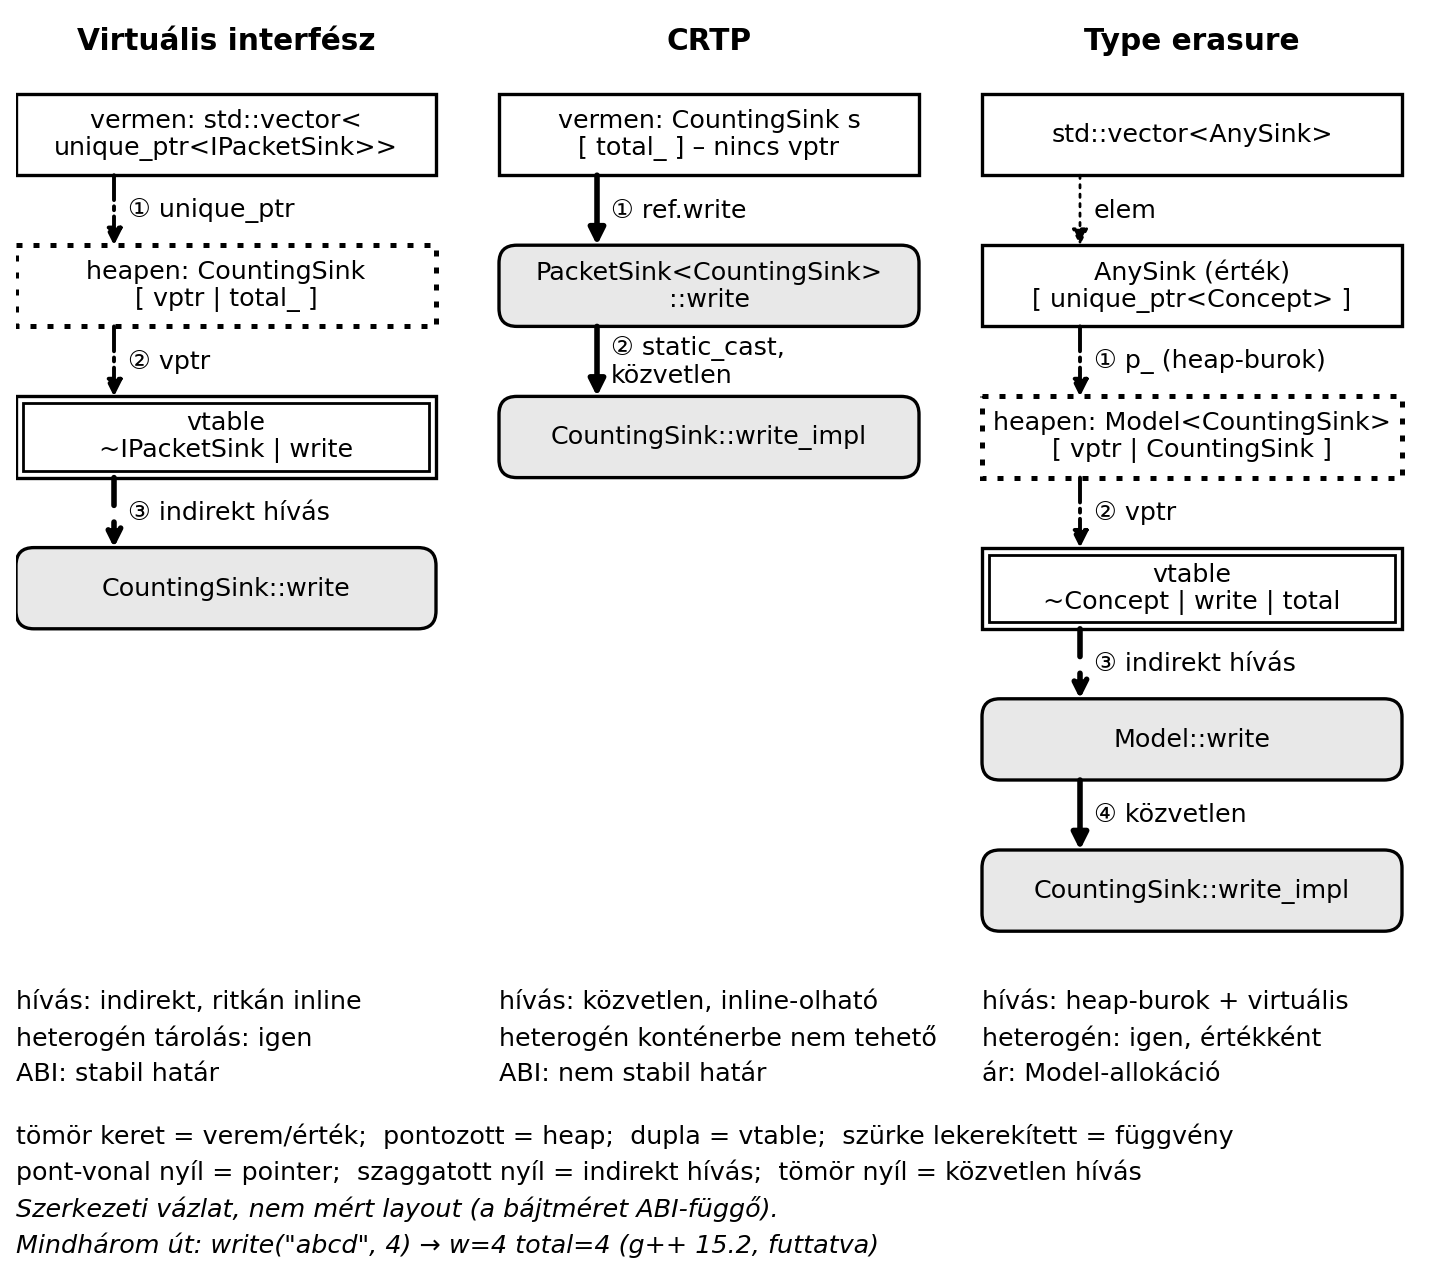 Virtuális interfész
vermen: std::vector<
unique_ptr<IPacketSink>>
① unique_ptr
heapen: CountingSink
[ vptr | total_ ]
② vptr
vtable
~IPacketSink | write
③ indirekt hívás
CountingSink::write
CRTP
vermen: CountingSink s
[ total_ ] – nincs vptr
① ref.write
PacketSink<CountingSink>
::write
② static_cast,
közvetlen
CountingSink::write_impl
Type erasure
std::vector<AnySink>
elem
AnySink (érték)
[ unique_ptr<Concept> ]
① p_ (heap-burok)
heapen: Model<CountingSink>
[ vptr | CountingSink ]
② vptr
vtable
~Concept | write | total
③ indirekt hívás
Model::write
④ közvetlen
CountingSink::write_impl
hívás: indirekt, ritkán inline
heterogén tárolás: igen
ABI: stabil határ
hívás: közvetlen, inline-olható
heterogén konténerbe nem tehető
ABI: nem stabil határ
hívás: heap-burok + virtuális
heterogén: igen, értékként
ár: Model-allokáció
tömör keret = verem/érték;  pontozott = heap;  dupla = vtable;  szürke lekerekített = függvény
pont-vonal nyíl = pointer;  szaggatott nyíl = indirekt hívás;  tömör nyíl = közvetlen hívás
Szerkezeti vázlat, nem mért layout (a bájtméret ABI-függő).
Mindhárom út: write("abcd", 4) → w=4 total=4 (g++ 15.2, futtatva)